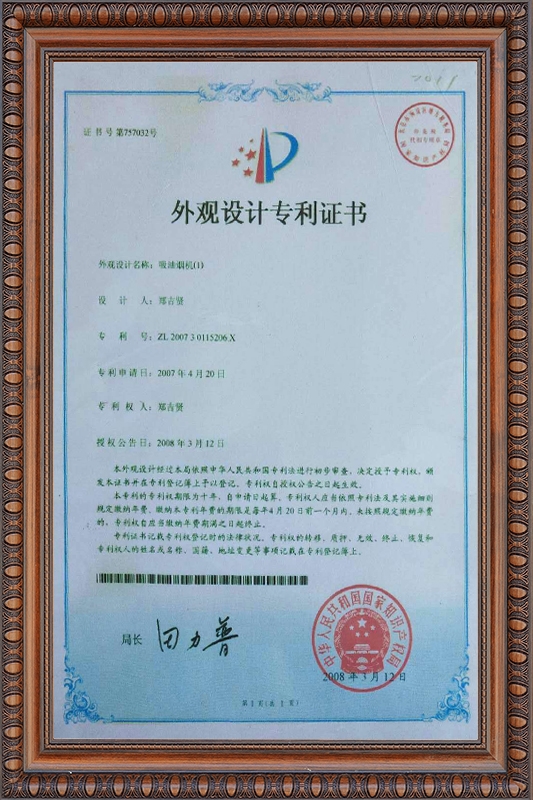 证书号第757032号
外观设计专利证书
外观设计名称：吸油烟机(1)
设计人：郑吉贤
专利号：ZL 2007 3 0115206.X
专利申请日：2007年4月20日
专利权人：郑吉贤
授权公告日：2008年3月12日
本外观设计经过本局依照中华人民共和国专利法进行初步审查，决定授予专利权，颁
发本证书并在专利登记簿上予以登记。专利权自授权公告之日起生效。
本专利的专利权期限为十年，自申请日起算。专利权人应当依照专利法及其实施细则
规定缴纳年费。缴纳本专利年费的期限是每年4月20日前一个月内。未按照规定缴纳年费
的，专利权自应当缴纳年费期满之日起终止。
专利证书记载专利权登记时的法律状况。专利权的转移、质押、无效、终止、恢复和
专利权人的姓名或名称、国籍、地址变更等事项记载在专利登记簿上。
局长 田力普
中华人民共和国国家知识产权局
2008年3月12日
第1页(共1页)